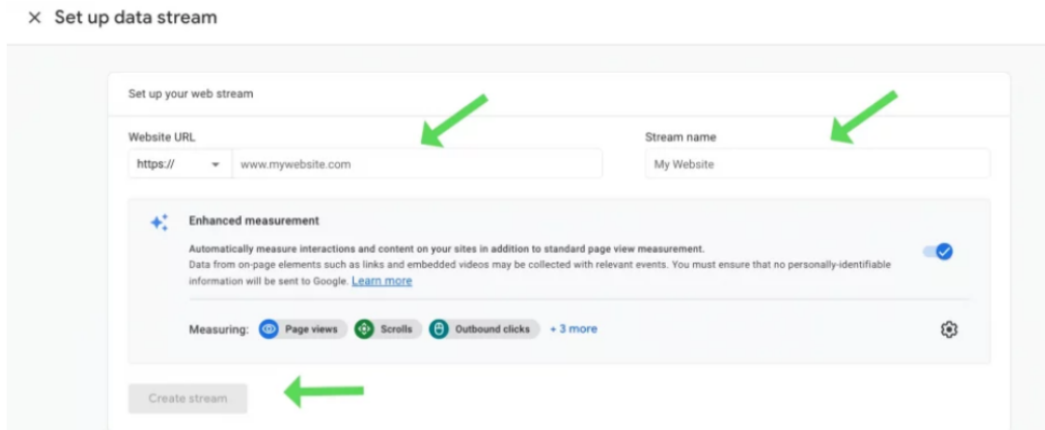 × Set up data stream
Set up your web stream
Website URL
Stream name
https://
www.mywebsite.com
My Website
Enhanced measurement
Automatically measure interactions and content on your sites in addition to standard page view measurement.
Data from on-page elements such as links and embedded videos may be collected with relevant events. You must ensure that no personally-identifiable
information will be sent to Google. Learn more
Measuring: Page views Scrolls Outbound clicks + 3 more
Create stream